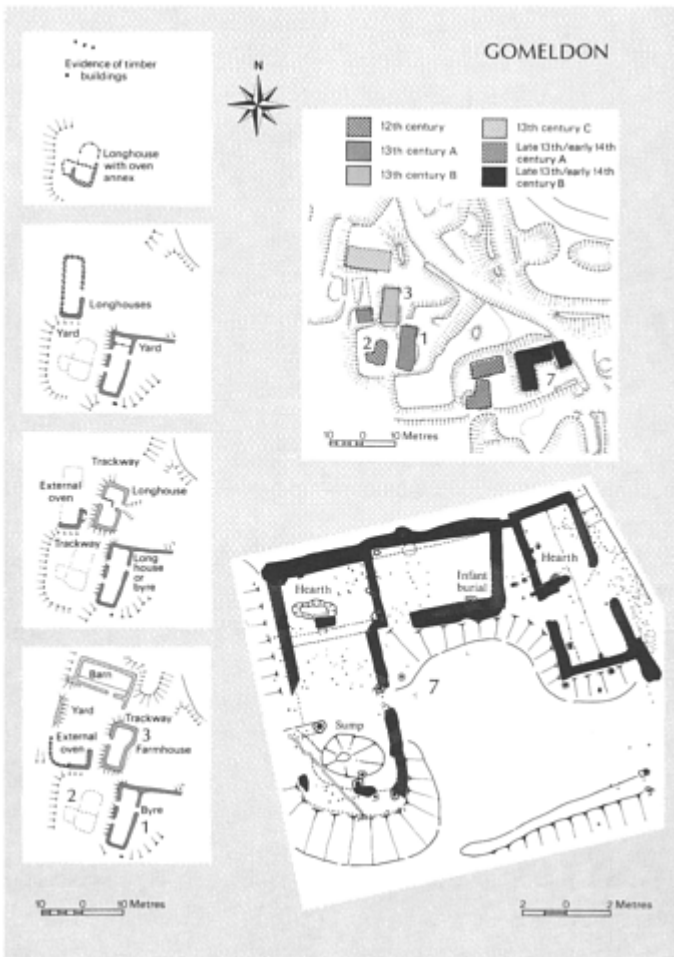 GOMELDON
Evidence of timber
buildings
Longhouse
with oven
annex
N
12th century
13th century A
13th century B
13th century C
Late 13th/early 14th
century A
Late 13th/early 14th
century B
Longhouses
Yard
Yard
3
2
1
7
10 0 10 Metres
Trackway
External
oven
Longhouse
Trackway
Long
house
or
byre
Hearth
Infant
burial
Hearth
7
Sump
Barn
Yard
Trackway
3
External
oven
Farmhouse
2
Byre
1
10 0 10 Metres
2 0 2 Metres